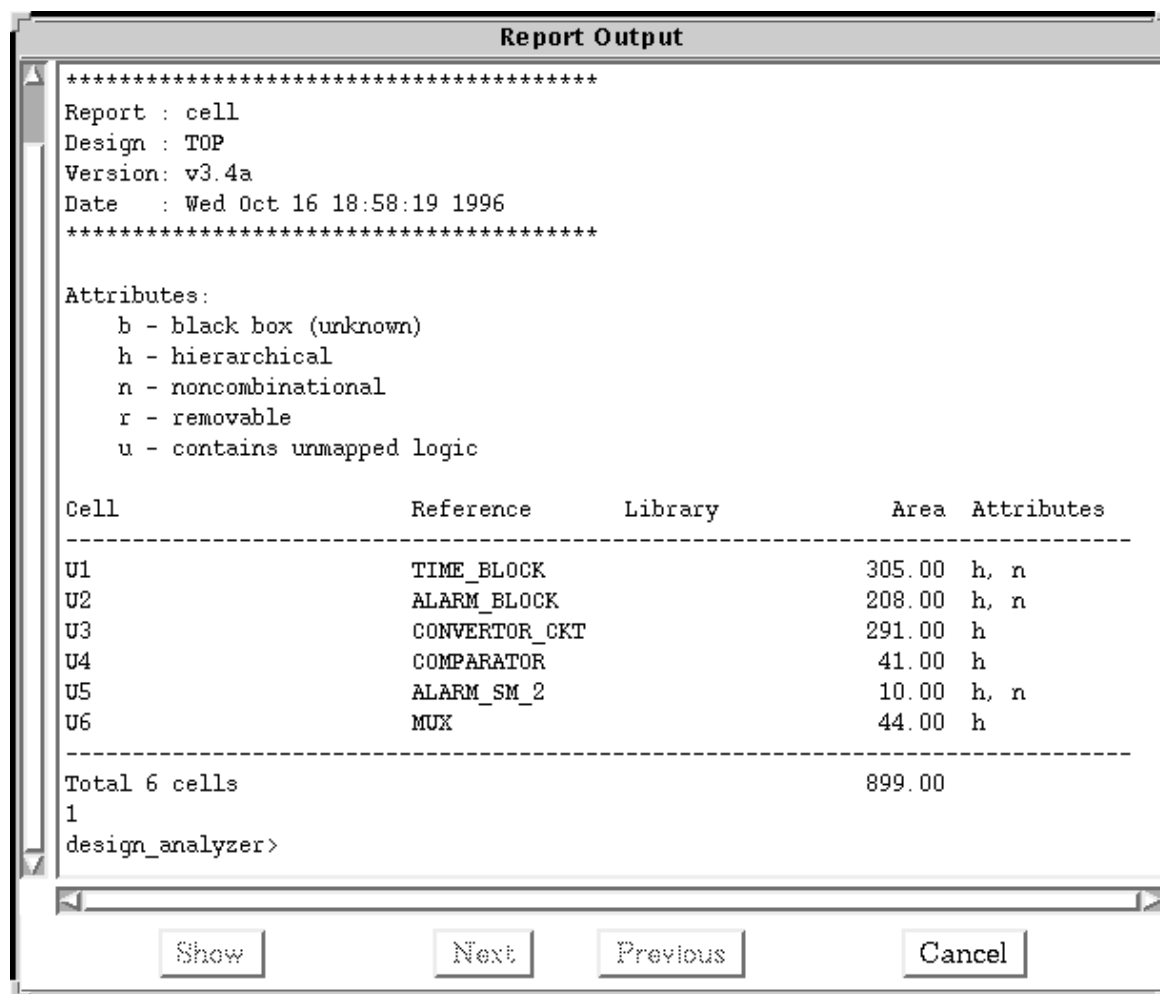 Report Output
****************************************
Report : cell
Design : TOP
Version: v3.4a
Date   : Wed Oct 16 18:58:19 1996
****************************************
Attributes:
    b - black box (unknown)
    h - hierarchical
    n - noncombinational
    r - removable
    u - contains unmapped logic
Cell                      Reference       Library             Area  Attributes
--------------------------------------------------------------------------------
U1                        TIME_BLOCK                        305.00  h, n
U2                        ALARM_BLOCK                       208.00  h, n
U3                        CONVERTOR_CKT                     291.00  h
U4                        COMPARATOR                         41.00  h
U5                        ALARM_SM_2                         10.00  h, n
U6                        MUX                                44.00  h
--------------------------------------------------------------------------------
Total 6 cells                                               899.00
1
design_analyzer>
Show Next Previous Cancel